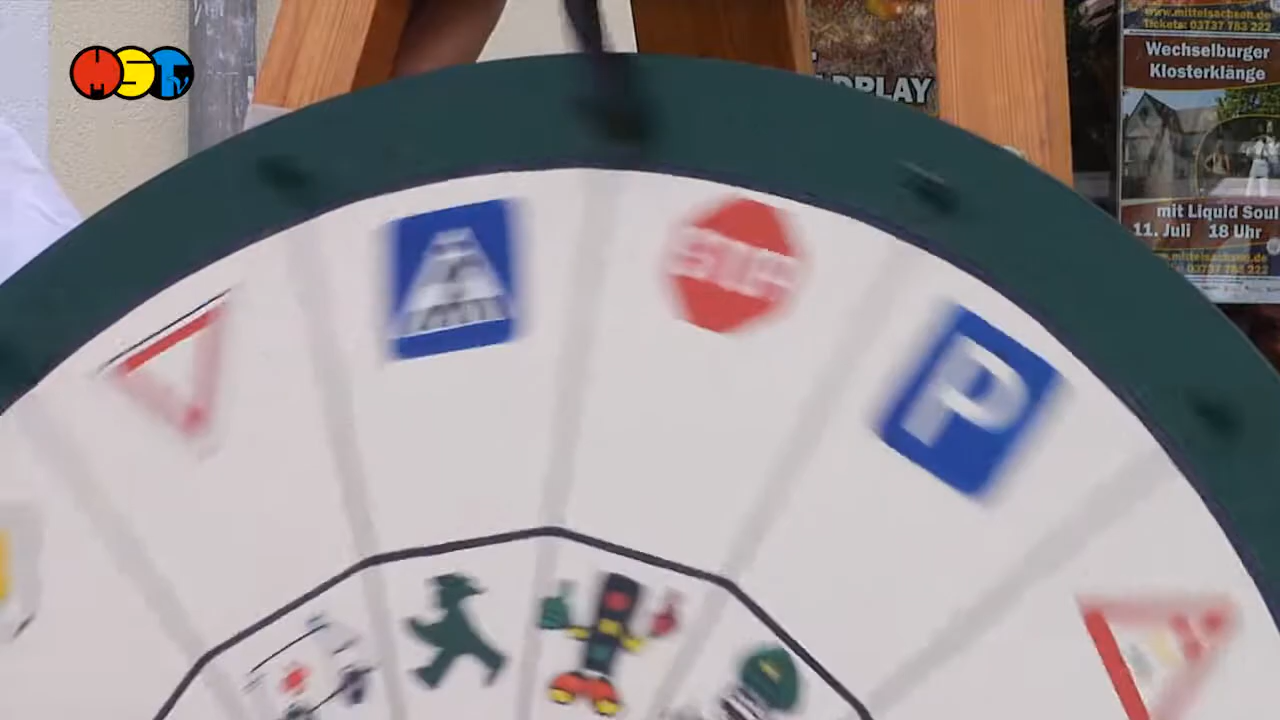 MSTtv
STOP
P
DPLAY
www.mittelsachsen.de
Tickets: 03737 783 222
Wechselburger
Klosterklänge
mit Liquid Soul
11. Juli 18 Uhr
www.mittelsachsen.de
03737 783 222